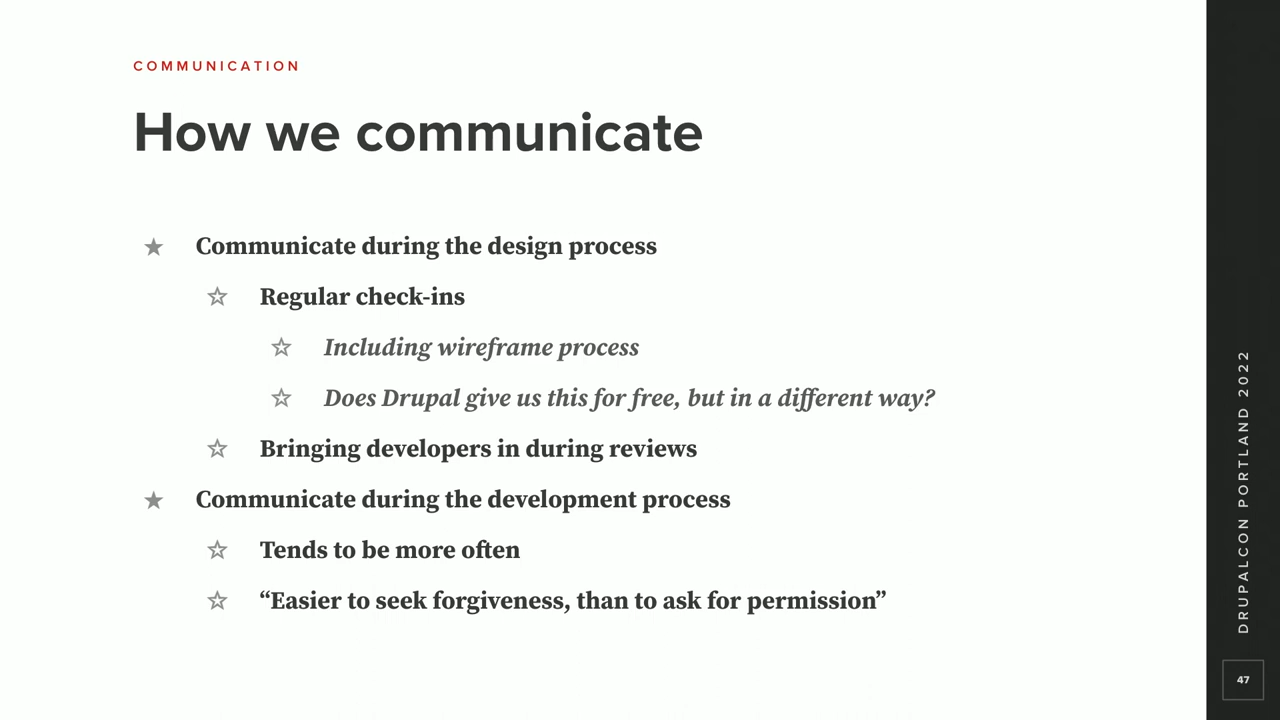 COMMUNICATION
How we communicate
Communicate during the design process
Regular check-ins
Including wireframe process
Does Drupal give us this for free, but in a different way?
Bringing developers in during reviews
Communicate during the development process
Tends to be more often
“Easier to seek forgiveness, than to ask for permission”
DRUPALCON PORTLAND 2022
47